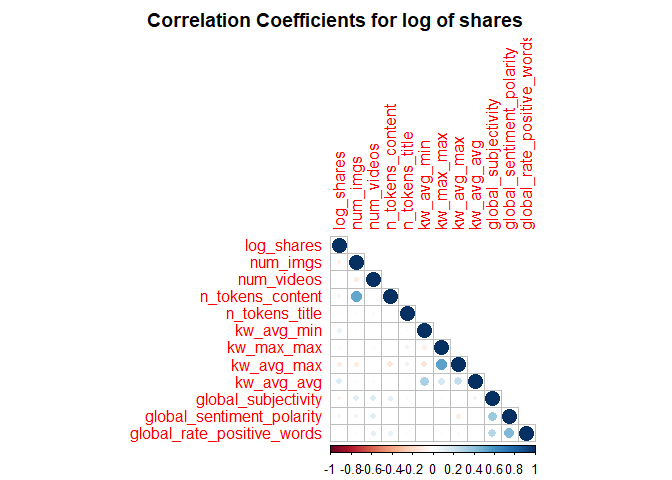 Correlation Coefficients for log of shares
log_shares
num_imgs
num_videos
n_tokens_content
n_tokens_title
kw_avg_min
kw_max_max
kw_avg_max
kw_avg_avg
global_subjectivity
global_sentiment_polarity
global_rate_positive_words
log_shares
num_imgs
num_videos
n_tokens_content
n_tokens_title
kw_avg_min
kw_max_max
kw_avg_max
kw_avg_avg
global_subjectivity
global_sentiment_polarity
global_rate_positive_words
-1 -0.8 -0.6 -0.4 -0.2 0 0.2 0.4 0.6 0.8 1